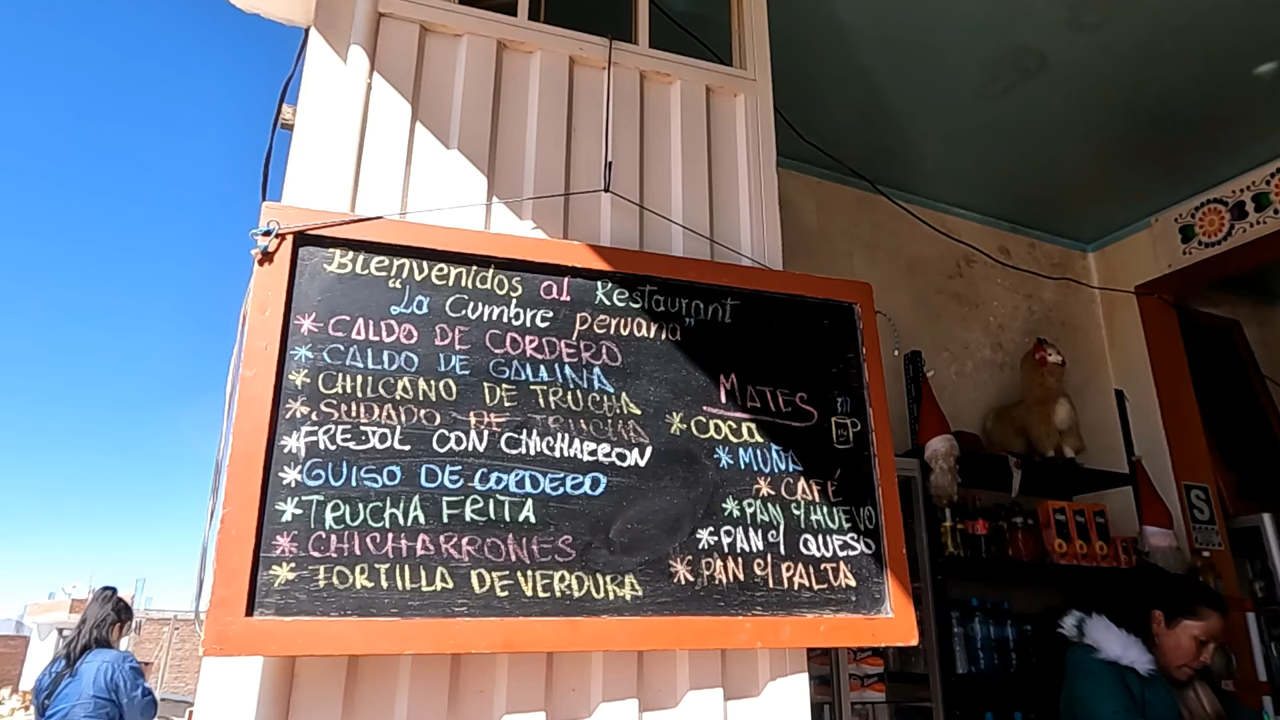 Bienvenidos al Restaurant
"La Cumbre peruana"
* CALDO DE CORDERO
* CALDO DE GALLINA
* CHILCANO DE TRUCHA
* SUDADO DE TRUCHA
* FREJOL CON CHICHARRON
* GUISO DE CORDERO
* TRUCHA FRITA
* CHICHARRONES
* TORTILLA DE VERDURA
MATES
* COCA
* MUÑA
* CAFÉ
* PAN C/ HUEVO
* PAN C/ QUESO
* PAN C/ PALTA
S